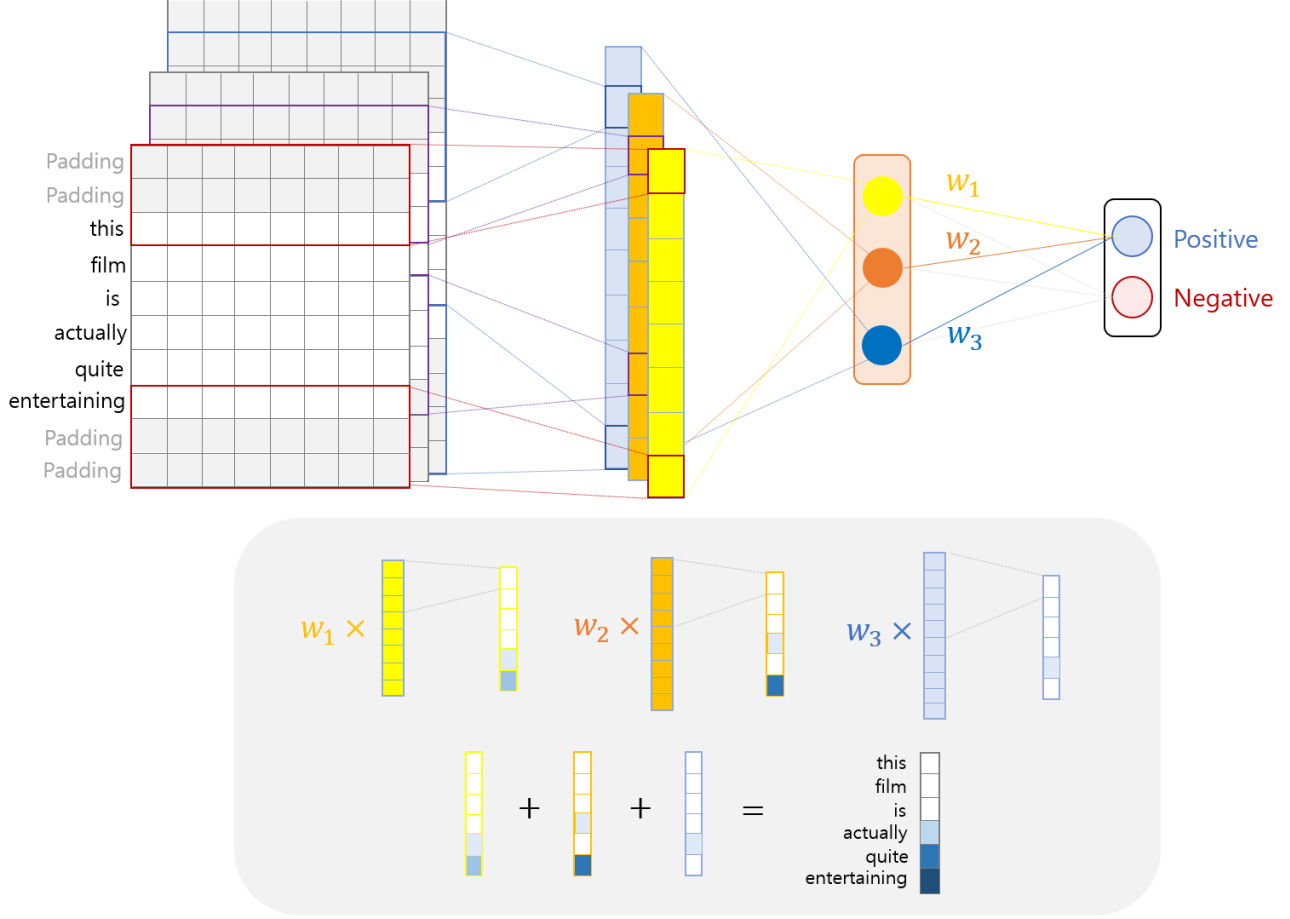 Padding
Padding
this
film
is
actually
quite
entertaining
Padding
Padding
w₁
w₂
w₃
Positive
Negative
w₁ ×
w₂ ×
w₃ ×
+
+
=
this
film
is
actually
quite
entertaining